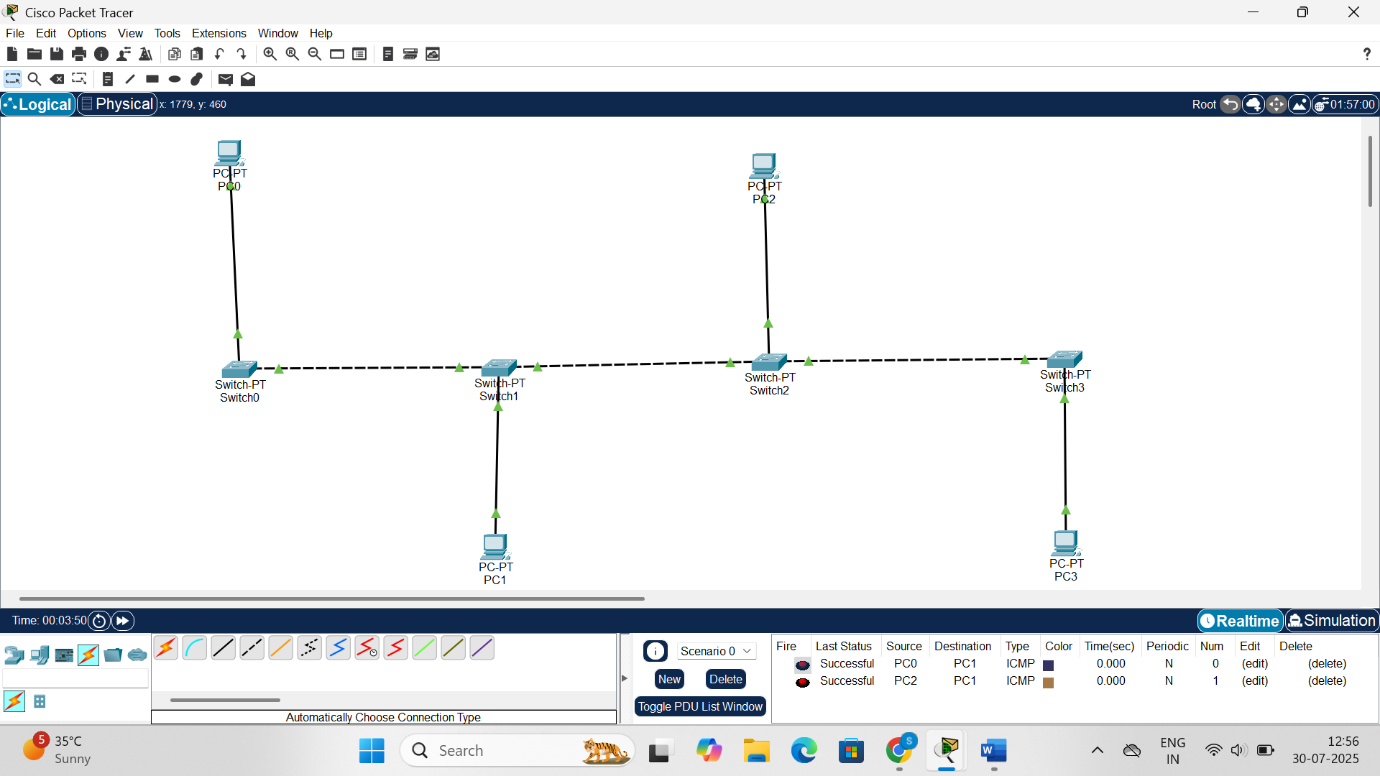 Cisco Packet Tracer
File Edit Options View Tools Extensions Window Help
?
Logical Physical x: 1779, y: 460 Root 01:57:00
PC-PT
PC0
PC-PT
PC2
Switch-PT
Switch0
Switch-PT
Switch1
Switch-PT
Switch2
Switch-PT
Switch3
PC-PT
PC1
PC-PT
PC3
Time: 00:03:50 Realtime Simulation
Scenario 0
New Delete
Toggle PDU List Window
Fire Last Status Source Destination Type Color Time(sec) Periodic Num Edit Delete
Successful PC0 PC1 ICMP 0.000 N 0 (edit) (delete)
Successful PC2 PC1 ICMP 0.000 N 1 (edit) (delete)
Automatically Choose Connection Type
5
35°C
Sunny
Search
S
W
ENG
IN
12:56
30-07-2025